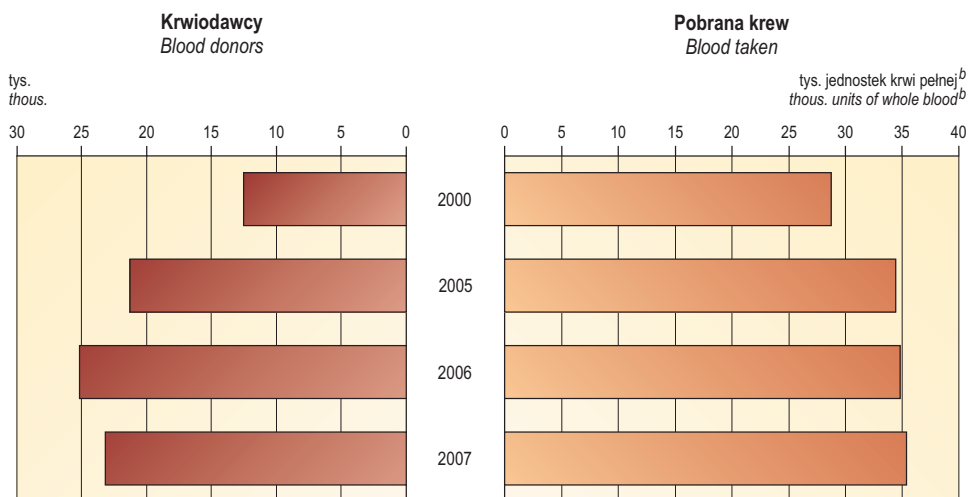 Krwiodawcy
Blood donors
tys.
thous.
30 25 20 15 10 5 0
Pobrana krew
Blood taken
tys. jednostek krwi pełnej b
thous. units of whole blood b
0 5 10 15 20 25 30 35 40
2000
2005
2006
2007